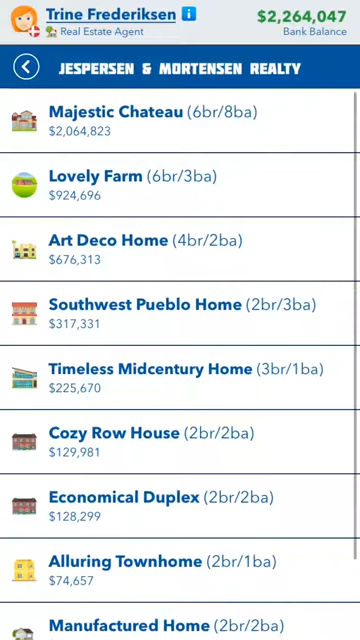 Trine Frederiksen
$2,264,047
Real Estate Agent
Bank Balance
JESPERSEN & MORTENSEN REALTY
Majestic Chateau (6br/8ba)
$2,064,823
Lovely Farm (6br/3ba)
$924,696
Art Deco Home (4br/2ba)
$676,313
Southwest Pueblo Home (2br/3ba)
$317,331
Timeless Midcentury Home (3br/1ba)
$225,670
Cozy Row House (2br/2ba)
$129,981
Economical Duplex (2br/2ba)
$128,299
Alluring Townhome (2br/1ba)
$74,657
Manufactured Home (2br/2ba)